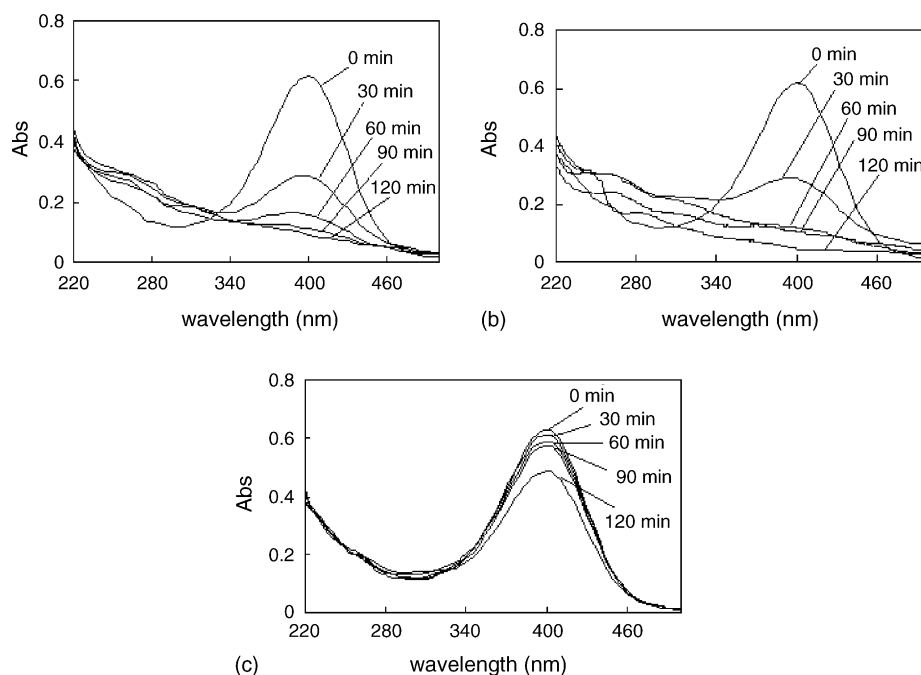 0.8
0.6
0.4
0.2
0
Abs
0 min
30 min
60 min
90 min
120 min
220 280 340 400 460
wavelength (nm)
0.8
0.6
0.4
0.2
0
Abs
0 min
30 min
60 min
90 min
120 min
220 280 340 400 460
(b) wavelength (nm)
0.8
0.6
0.4
0.2
0
Abs
0 min
30 min
60 min
90 min
120 min
220 280 340 400 460
(c) wavelength (nm)